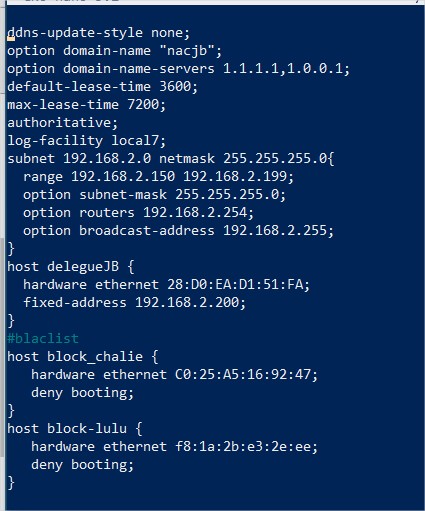 ddns-update-style none;
option domain-name "nacjb";
option domain-name-servers 1.1.1.1,1.0.0.1;
default-lease-time 3600;
max-lease-time 7200;
authoritative;
log-facility local7;
subnet 192.168.2.0 netmask 255.255.255.0{
  range 192.168.2.150 192.168.2.199;
  option subnet-mask 255.255.255.0;
  option routers 192.168.2.254;
  option broadcast-address 192.168.2.255;
}
host delegueJB {
  hardware ethernet 28:D0:EA:D1:51:FA;
  fixed-address 192.168.2.200;
}
#blaclist
host block_chalie {
   hardware ethernet C0:25:A5:16:92:47;
   deny booting;
}
host block-lulu {
   hardware ethernet f8:1a:2b:e3:2e:ee;
   deny booting;
}